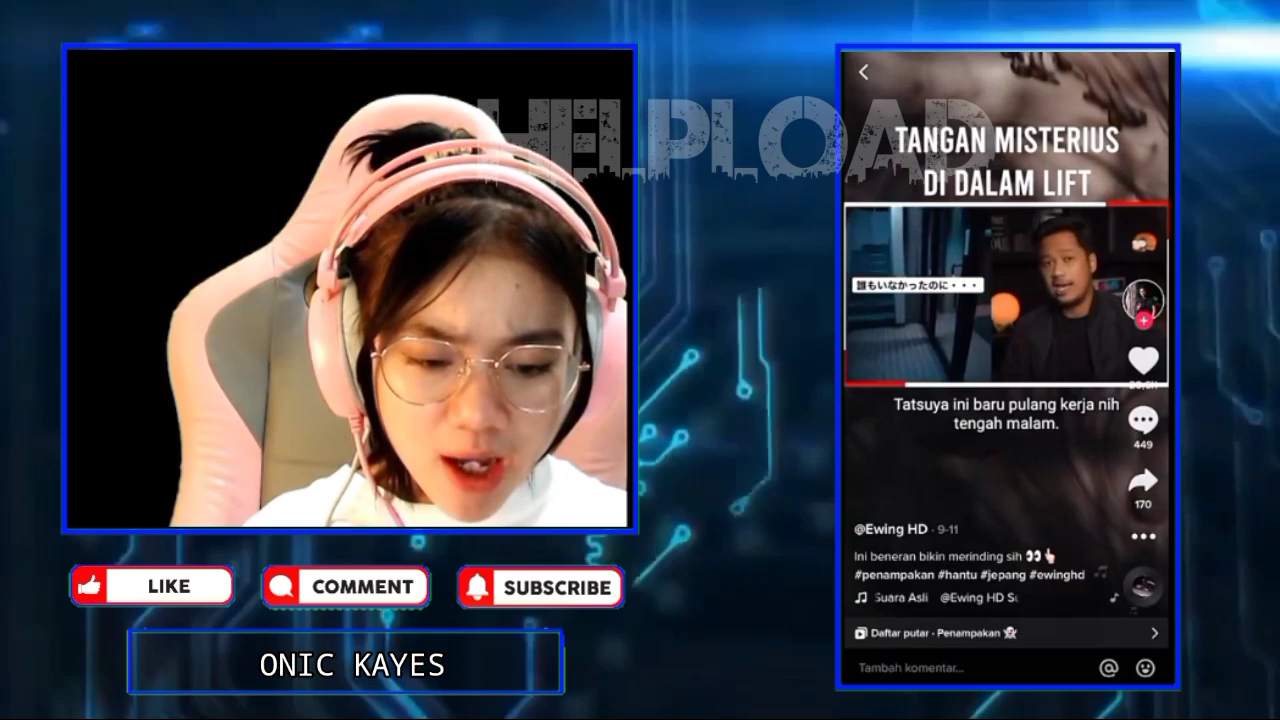 HELPLOAD
TANGAN MISTERIUS
DI DALAM LIFT
誰もいなかったのに・・・
Tatsuya ini baru pulang kerja nih
tengah malam.
449
170
@Ewing HD · 9-11
Ini beneran bikin merinding sih 👀👆🏻
#penampakan #hantu #jepang #ewinghd
Suara Asli @Ewing HD Su
Daftar putar · Penampakan 👻
Tambah komentar...
LIKE
COMMENT
SUBSCRIBE
ONIC KAYES